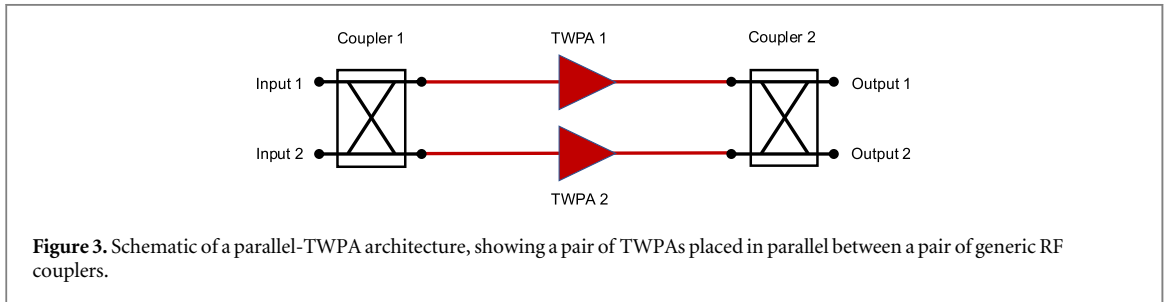 Coupler 1 TWPA 1 Coupler 2
Input 1 Output 1
Input 2 Output 2
TWPA 2
Figure 3. Schematic of a parallel-TWPA architecture, showing a pair of TWPAs placed in parallel between a pair of generic RF
couplers.